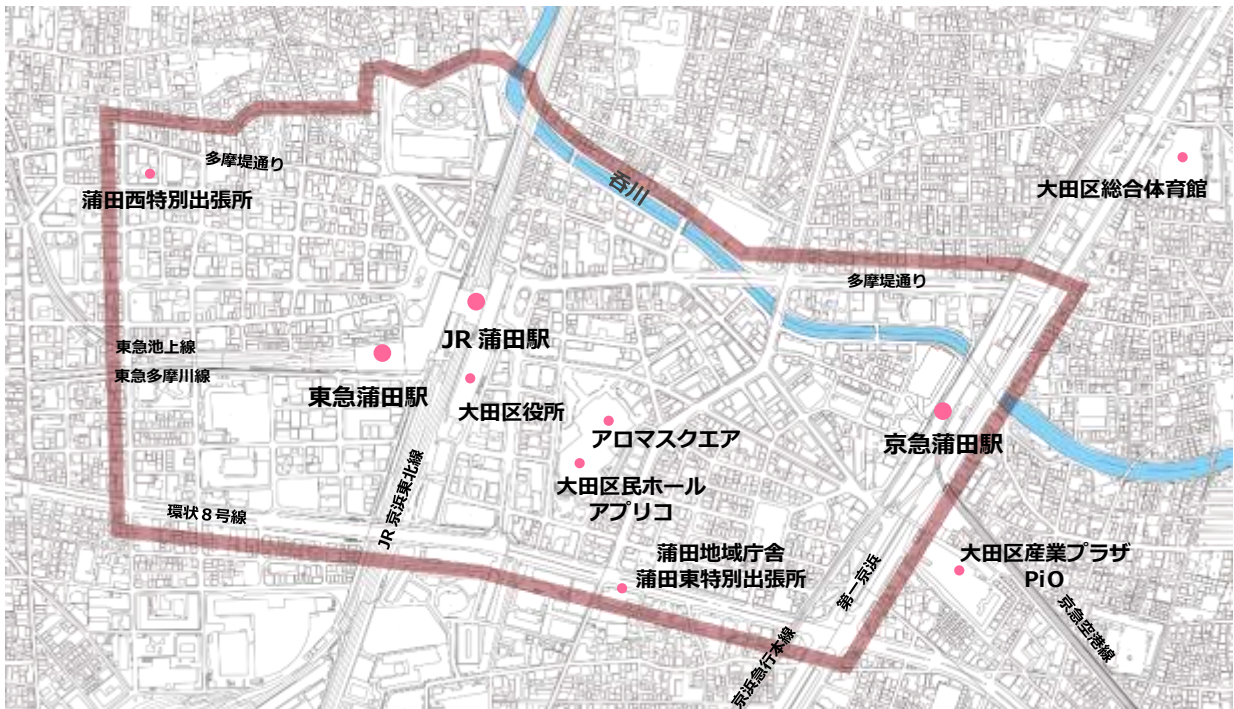 多摩堤通り
蒲田西特別出張所
呑川
大田区総合体育館
多摩堤通り
JR 蒲田駅
東急池上線
東急多摩川線
東急蒲田駅
大田区役所
アロマスクエア
京急蒲田駅
大田区民ホール
アプリコ
JR 京浜東北線
環状８号線
蒲田地域庁舎
蒲田東特別出張所
第一京浜
大田区産業プラザ
PiO
京急空港線
京浜急行本線